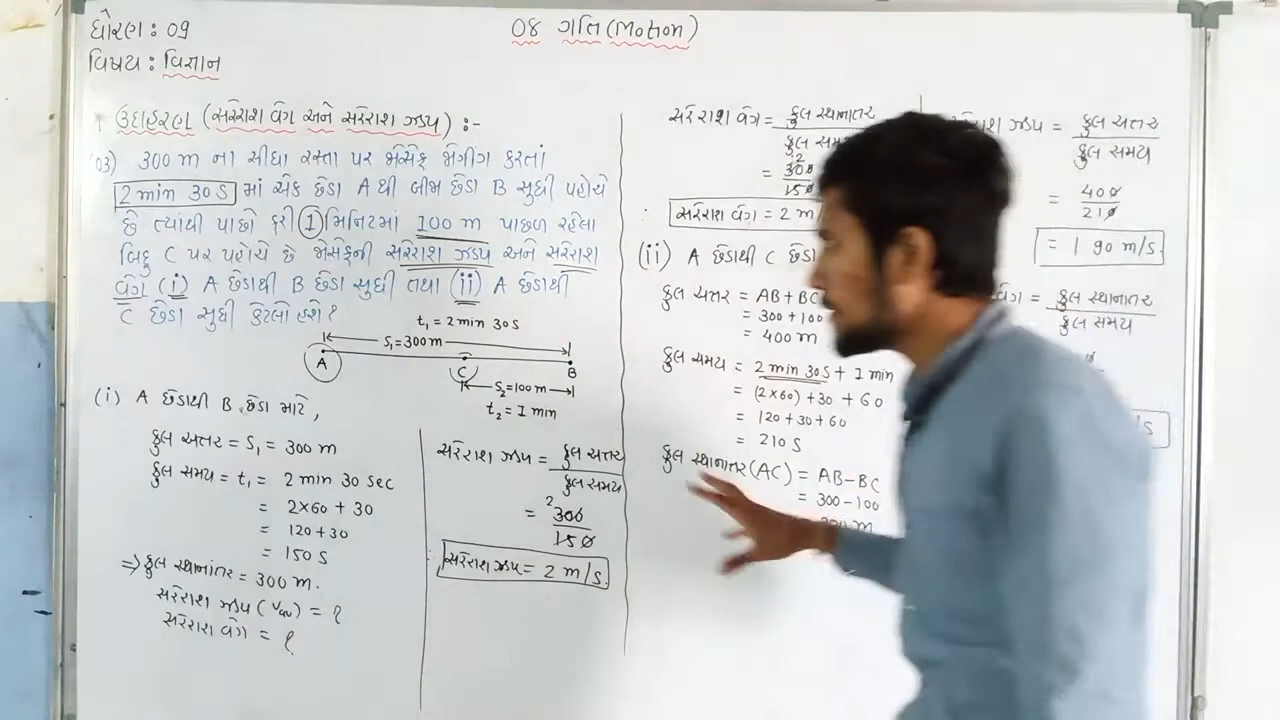 ધોરણ : 09
08 ગતિ (Motion)
વિષય : વિજ્ઞાન
* ઉદાહરણ (સરેરાશ વેગ અને સરેરાશ ઝડપ) :-
03) 300 m ના સીધા રસ્તા પર જોસેફ જોગીંગ કરતાં
2 min 30 S માં એક છેડા A થી બીજા છેડા B સુધી પહોચે
છે ત્યાંથી પાછો ફરી 1 મિનિટમાં 100 m પાછળ રહેલા
બિંદુ C પર પહોચે છે જોસેફની સરેરાશ ઝડપ અને સરેરાશ
વેગ (i) A છેડાથી B છેડા સુધી તથા (ii) A છેડાથી
C છેડા સુધી કેટલો હશે?
t₁ = 2 min 30 S
S₁ = 300 m
A C B
S₂ = 100 m
t₂ = 1 min
(i) A છેડાથી B છેડા માટે,
કુલ અંતર = S₁ = 300 m
કુલ સમય = t₁ = 2 min 30 sec
= 2×60 + 30
= 120 + 30
= 150 S
⇒ કુલ સ્થાનાંતર = 300 m.
સરેરાશ ઝડપ (Vav) = ?
સરેરાશ વેગ = ?
સરેરાશ ઝડપ = કુલ અંતર / કુલ સમય
= 300 / 150
2
∴ સરેરાશ ઝડપ = 2 m/s.
સરેરાશ વેગ = કુલ સ્થાનાંતર
કુલ
2
= 300 / 150
∴ સરેરાશ વેગ = 2 m/
(ii) A છેડાથી C
કુલ અંતર = AB + BC
= 300 + 100
= 400 m
કુલ સમય = 2 min 30 S + 1 min
= (2×60) + 30 + 60
= 120 + 30 + 60
= 210 S
કુલ સ્થાનાંતર (AC) = AB - BC
= 300 - 100
ઝડપ = કુલ અંતર / કુલ સમય
= 400 / 210
= 1.90 m/s.
= કુલ સ્થાનાંતર / કુલ સમય